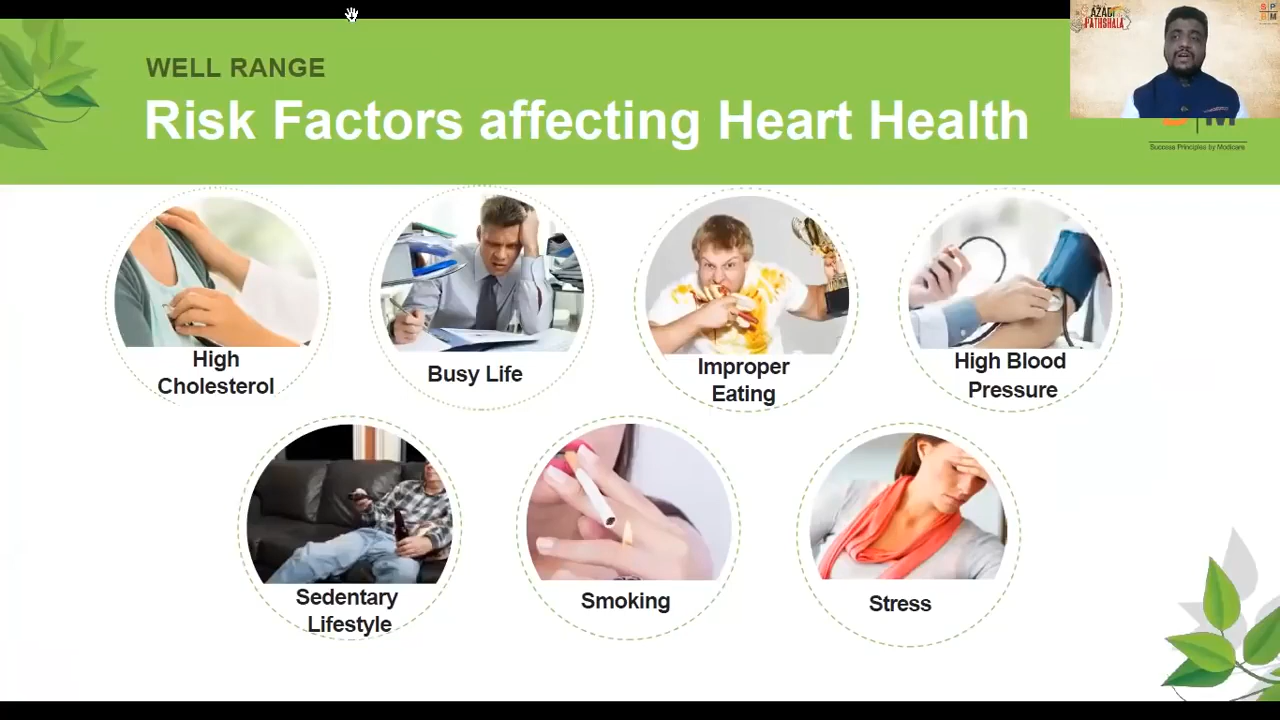 WELL RANGE
Risk Factors affecting Heart Health
AZADI
PATHSHALA
Success Principles by Modicare
High
Cholesterol
Busy Life
Improper
Eating
High Blood
Pressure
Sedentary
Lifestyle
Smoking
Stress